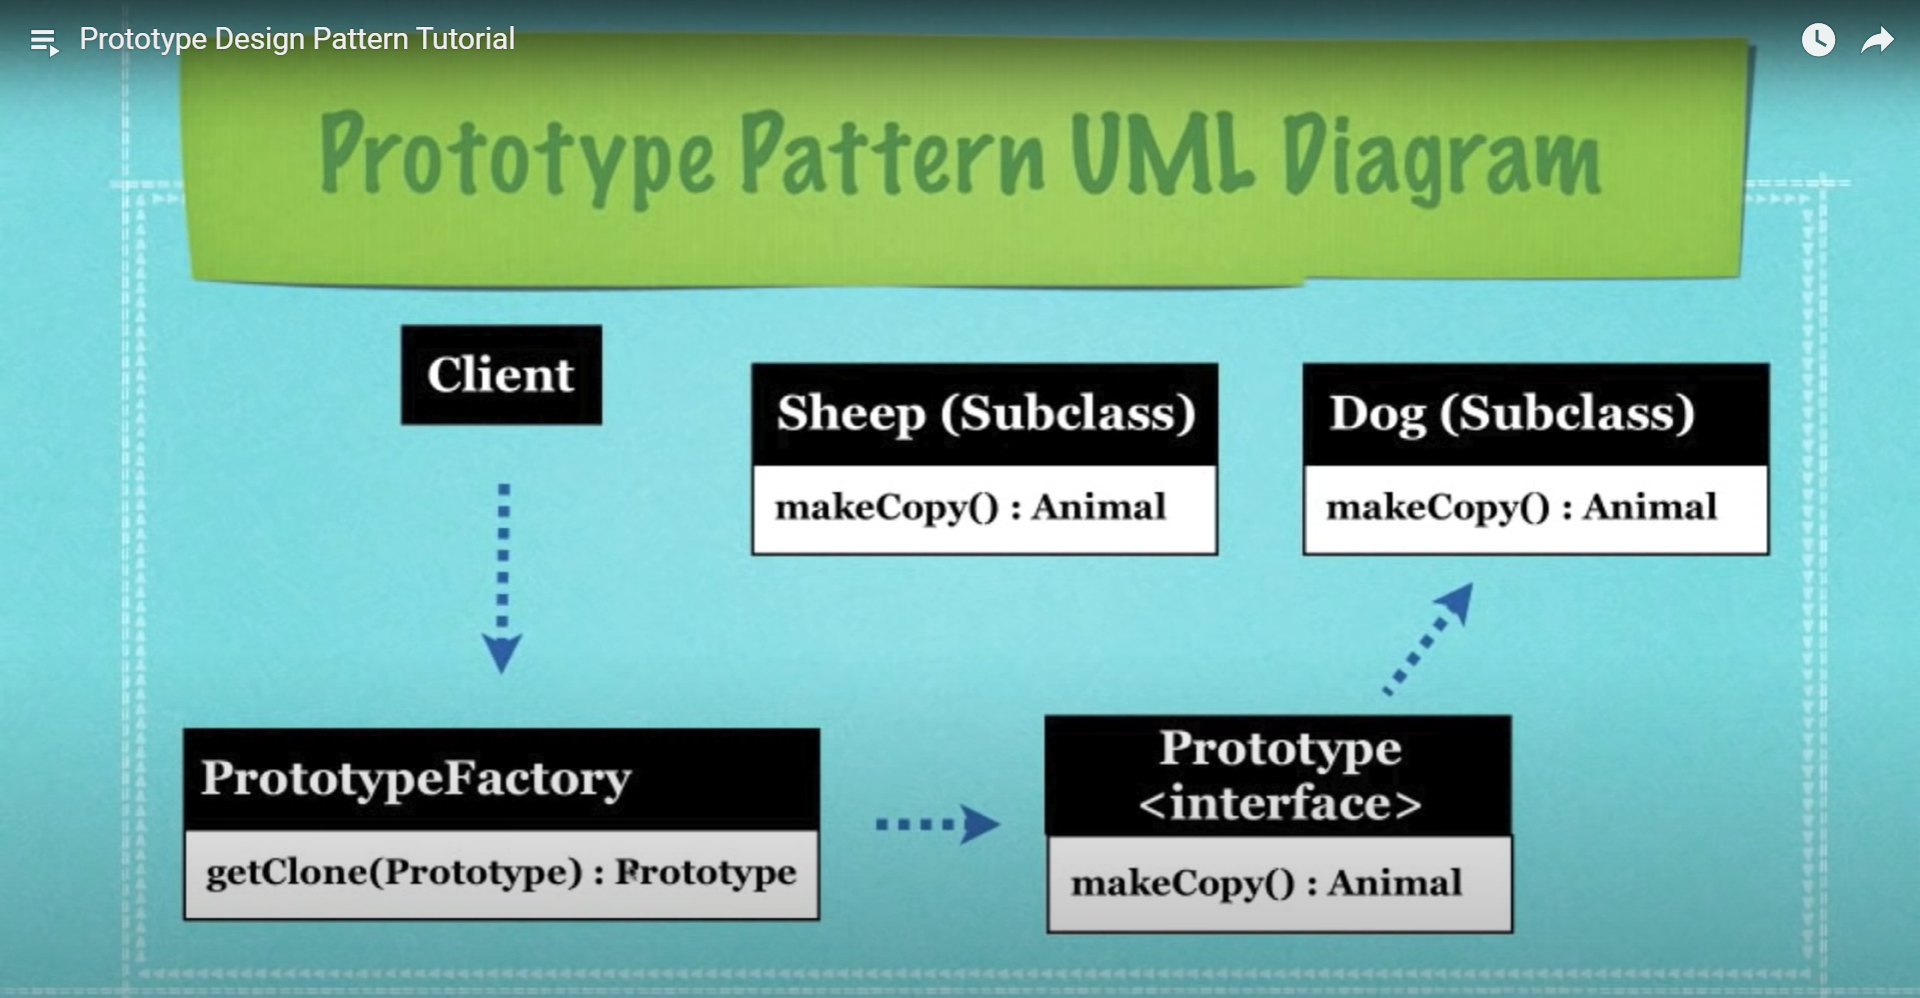 Prototype Design Pattern Tutorial
Prototype Pattern UML Diagram
Client
Sheep (Subclass)
makeCopy() : Animal
Dog (Subclass)
makeCopy() : Animal
PrototypeFactory
getClone(Prototype) : Prototype
Prototype
<interface>
makeCopy() : Animal